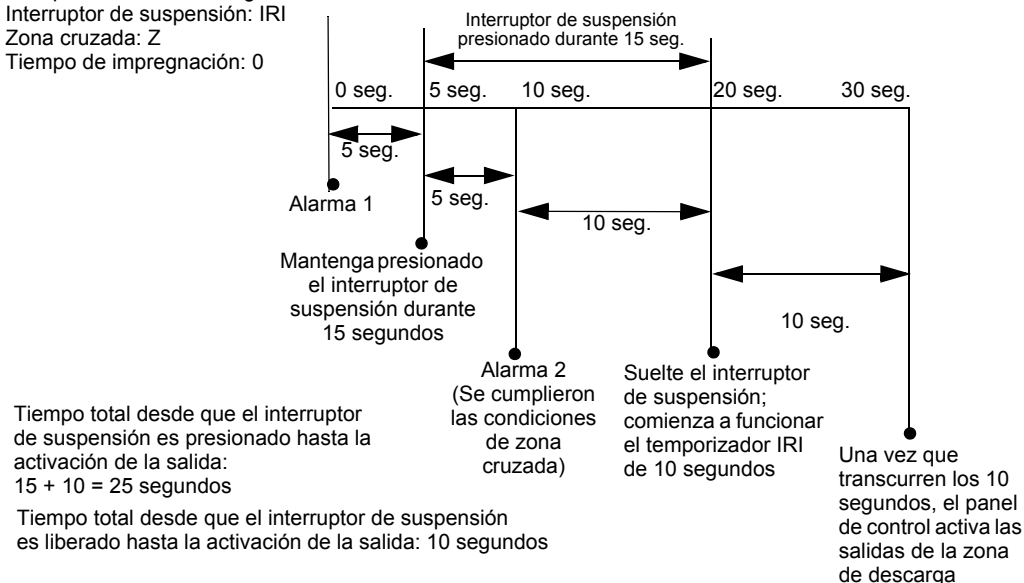 Interruptor de suspensión: IRI
Zona cruzada: Z
Tiempo de impregnación: 0
Interruptor de suspensión
presionado durante 15 seg.
0 seg.
5 seg.
10 seg.
20 seg.
30 seg.
5 seg.
Alarma 1
5 seg.
10 seg.
Mantenga presionado
el interruptor de
suspensión durante
15 segundos
10 seg.
Alarma 2
(Se cumplieron
las condiciones
de zona
cruzada)
Suelte el interruptor
de suspensión;
comienza a funcionar
el temporizador IRI
de 10 segundos
Una vez que
transcurren los 10
segundos, el panel
de control activa las
salidas de la zona
de descarga
Tiempo total desde que el interruptor
de suspensión es presionado hasta la
activación de la salida:
15 + 10 = 25 segundos
Tiempo total desde que el interruptor de suspensión
es liberado hasta la activación de la salida: 10 segundos